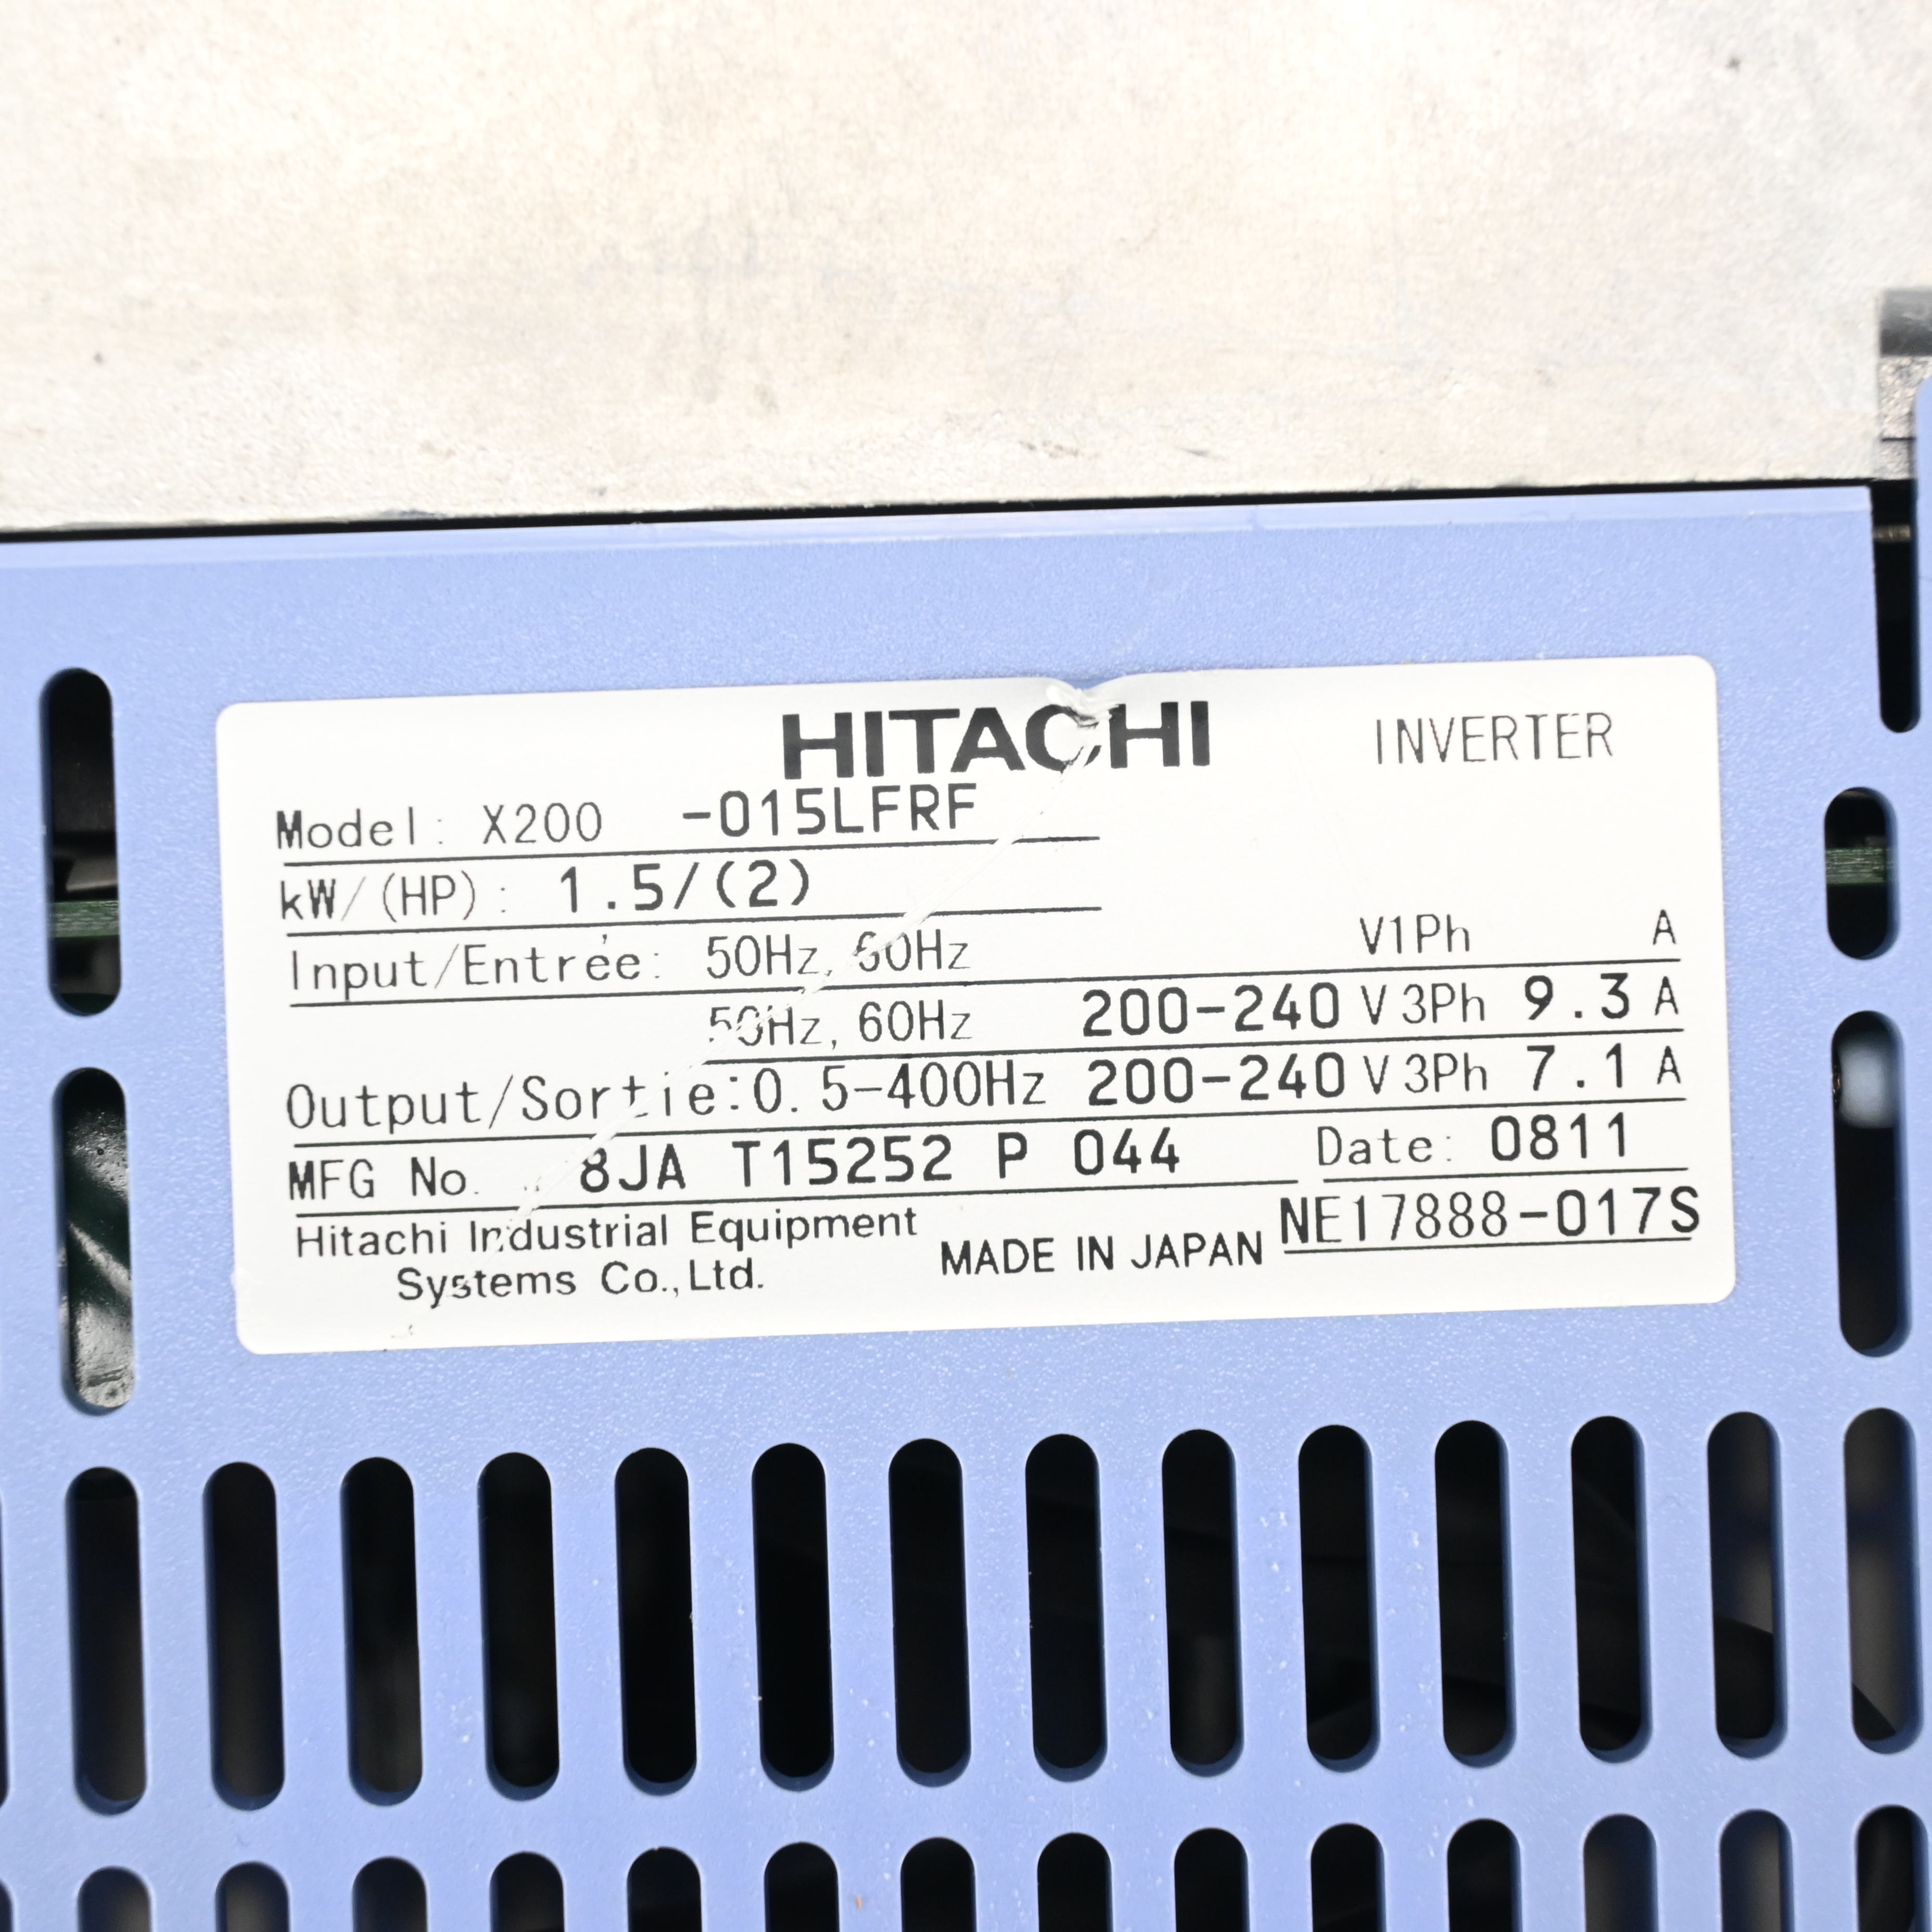 HITACHI INVERTER
Model: X200 -015LFRF
kW/(HP): 1.5/(2)
Input/Entrée: 50Hz, 60Hz V1Ph A
50Hz, 60Hz 200-240 V 3Ph 9.3 A
Output/Sortie:0.5-400Hz 200-240 V 3Ph 7.1 A
MFG No. 8JA T15252 P 044 Date: 0811
Hitachi Industrial Equipment
Systems Co., Ltd. MADE IN JAPAN NE17888-017S